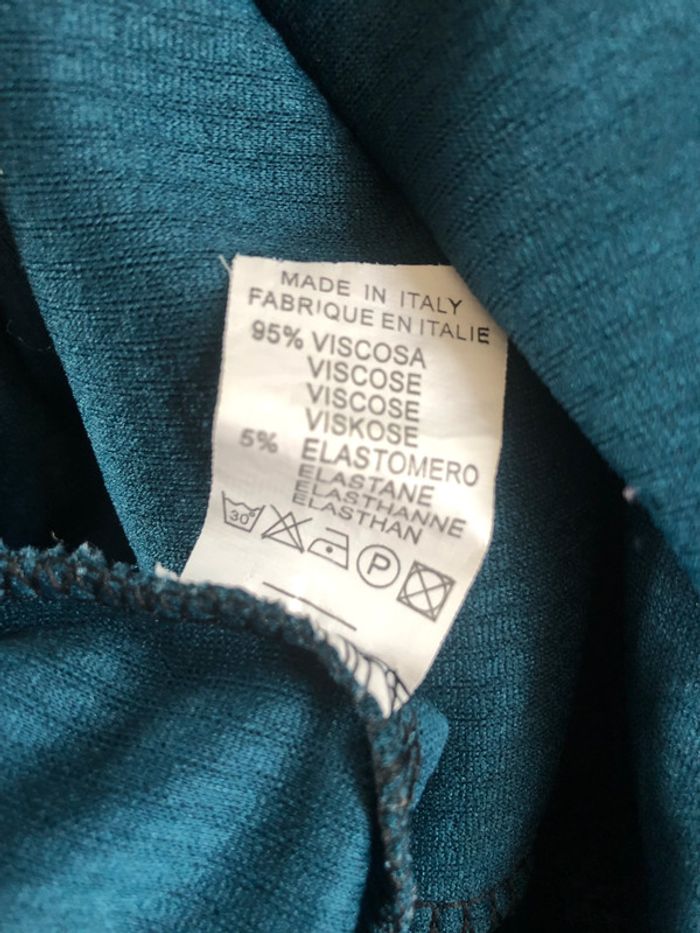 MADE IN ITALY
FABRIQUE EN ITALIE
95% VISCOSA
VISCOSE
VISCOSE
VISKOSE
5% ELASTOMERO
ELASTANE
ELASTHANNE
ELASTHAN
30° P